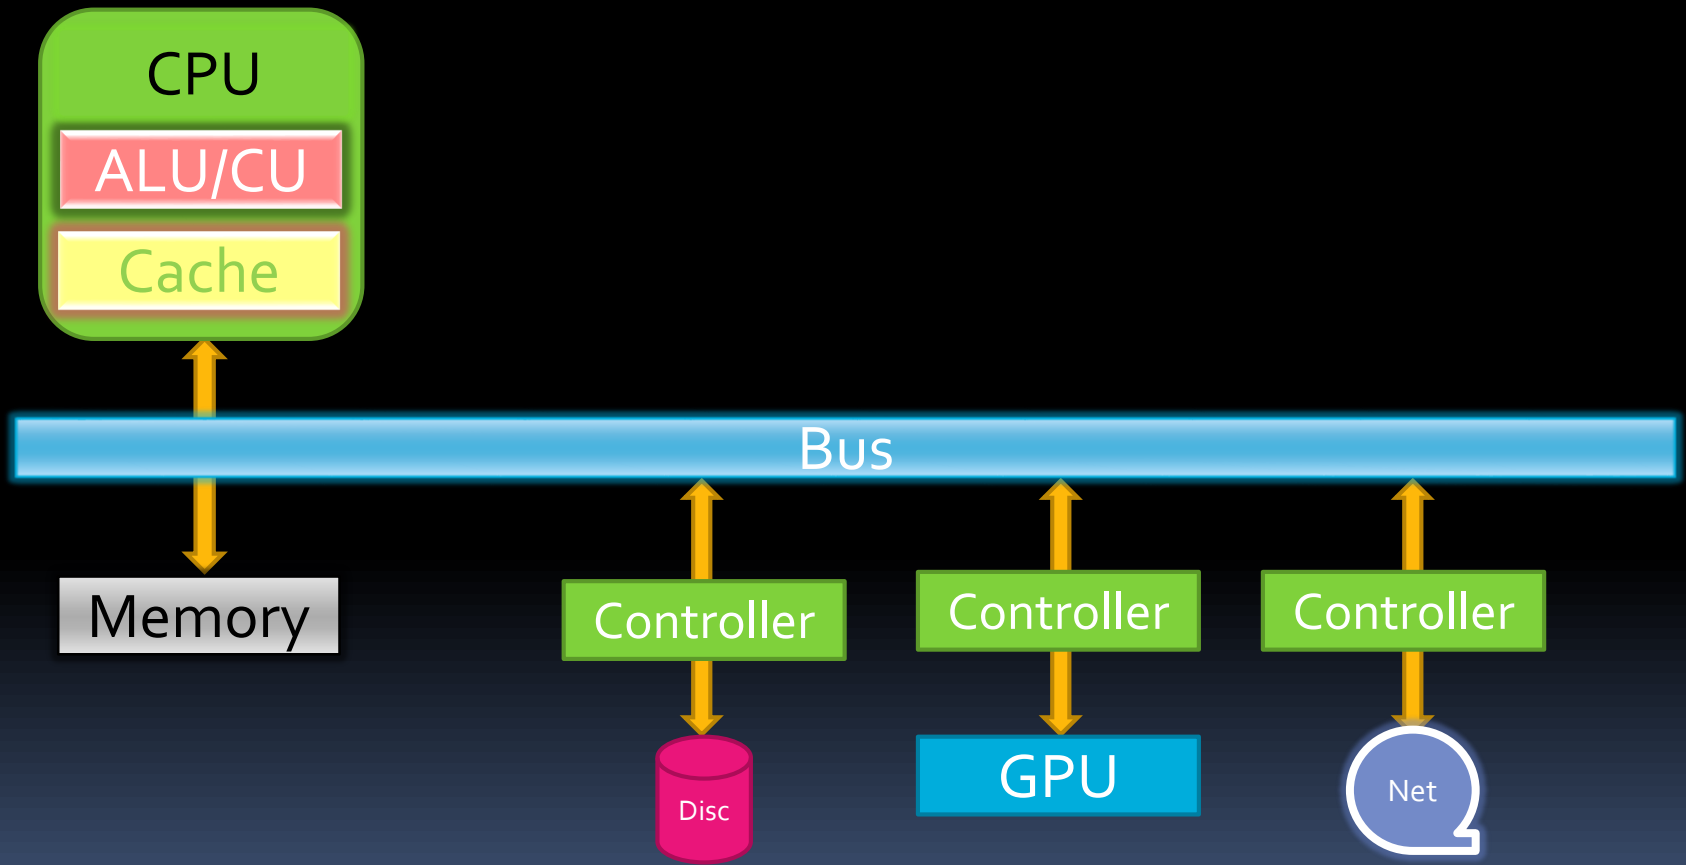 CPU
ALU/CU
Cache
Bus
Memory
Controller
Controller
Controller
Disc
GPU
Net